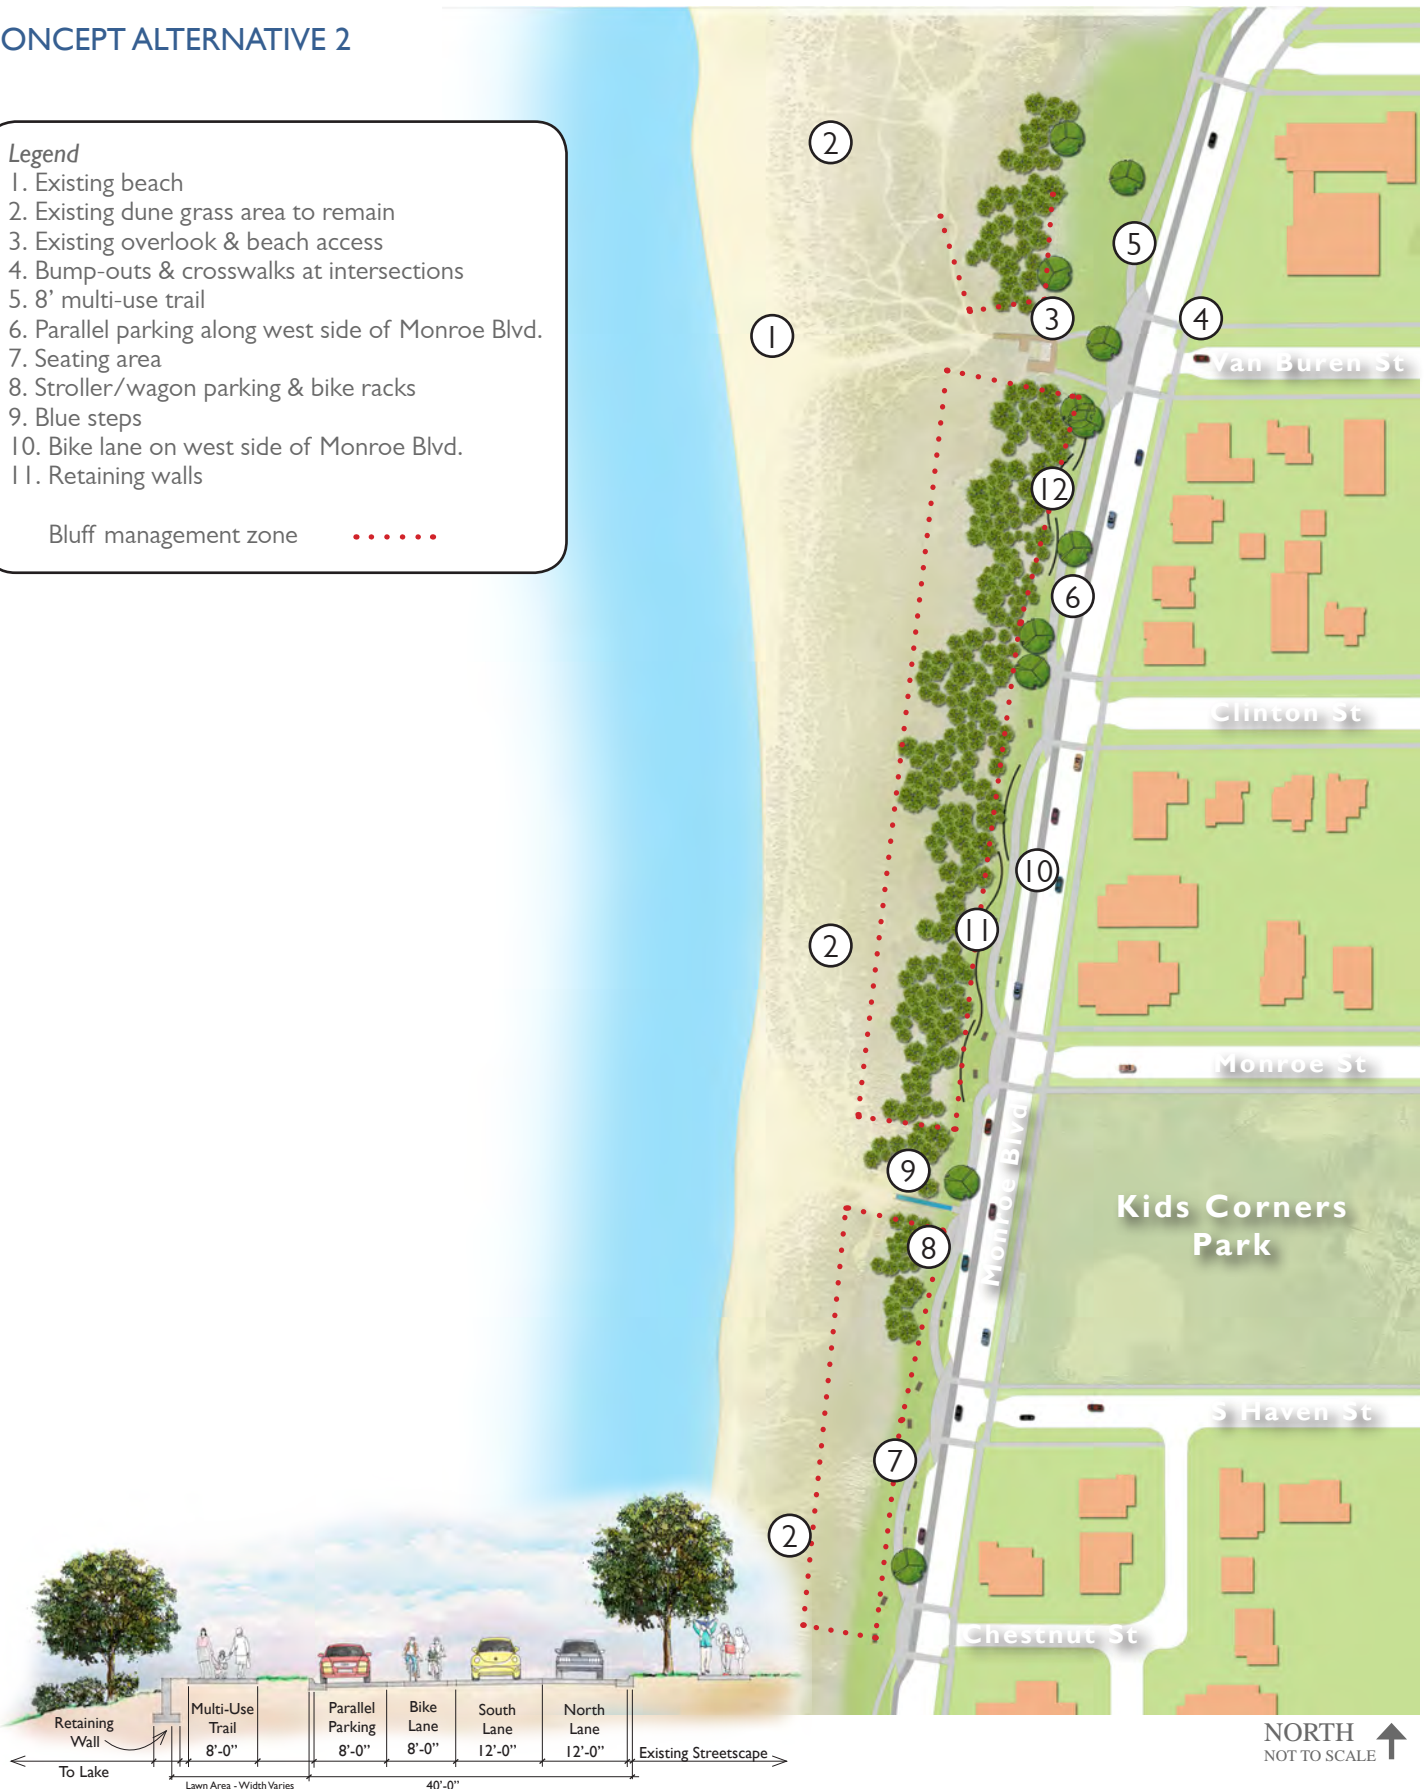 ONCEPT ALTERNATIVE 2
Legend
1. Existing beach
2. Existing dune grass area to remain
3. Existing overlook & beach access
4. Bump-outs & crosswalks at intersections
5. 8’ multi-use trail
6. Parallel parking along west side of Monroe Blvd.
7. Seating area
8. Stroller/wagon parking & bike racks
9. Blue steps
10. Bike lane on west side of Monroe Blvd.
11. Retaining walls
Bluff management zone
2
5
3
4
1
Van Buren St
12
6
Clinton St
10
11
2
Monroe St
Monroe Blvd
9
Kids Corners
Park
8
S Haven St
7
2
Chestnut St
Retaining
Wall
To Lake
Multi-Use
Trail
8'-0"
Lawn Area - Width Varies
Parallel
Parking
8'-0"
Bike
Lane
8'-0"
South
Lane
12'-0"
North
Lane
12'-0"
40'-0"
Existing Streetscape
NORTH
NOT TO SCALE